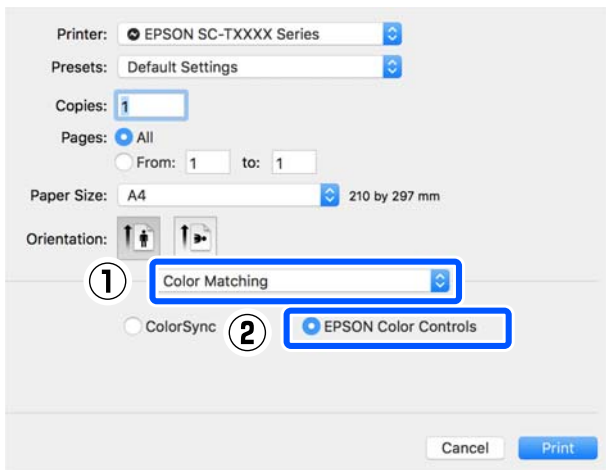 Printer: EPSON SC-TXXXX Series
Presets: Default Settings
Copies: 1
Pages: All
From: 1 to: 1
Paper Size: A4 210 by 297 mm
Orientation:
① Color Matching
ColorSync ② EPSON Color Controls
Cancel Print